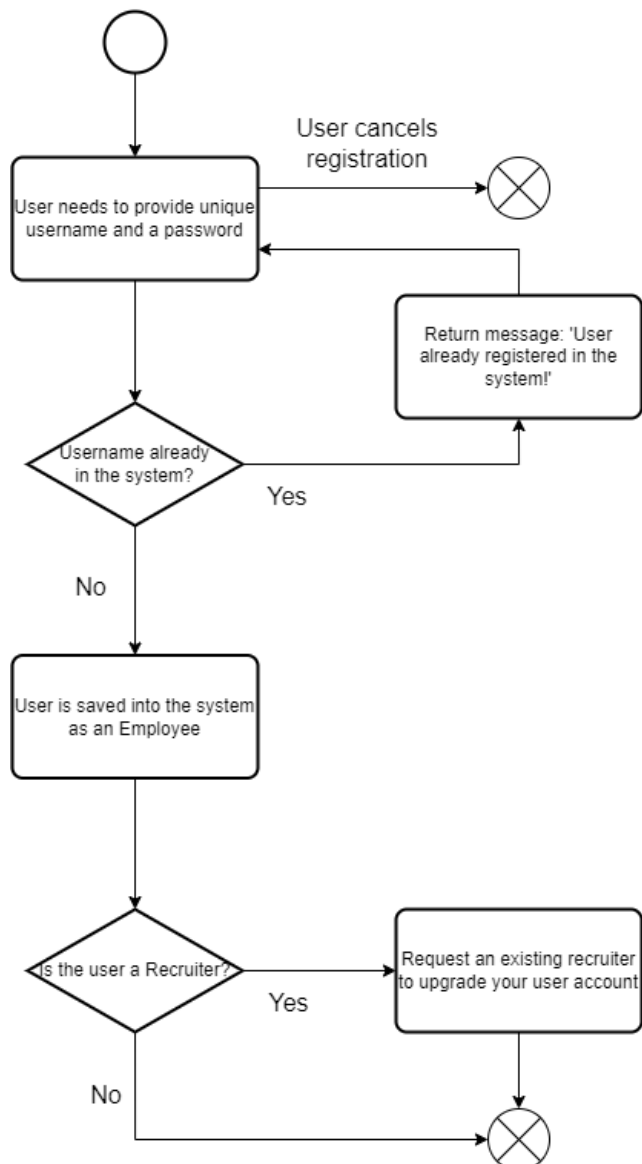 User cancels
registration
User needs to provide unique
username and a password
Return message: 'User
already registered in the
system!'
Username already
in the system?
Yes
No
User is saved into the system
as an Employee
Is the user a Recruiter?
Yes
Request an existing recruiter
to upgrade your user account
No